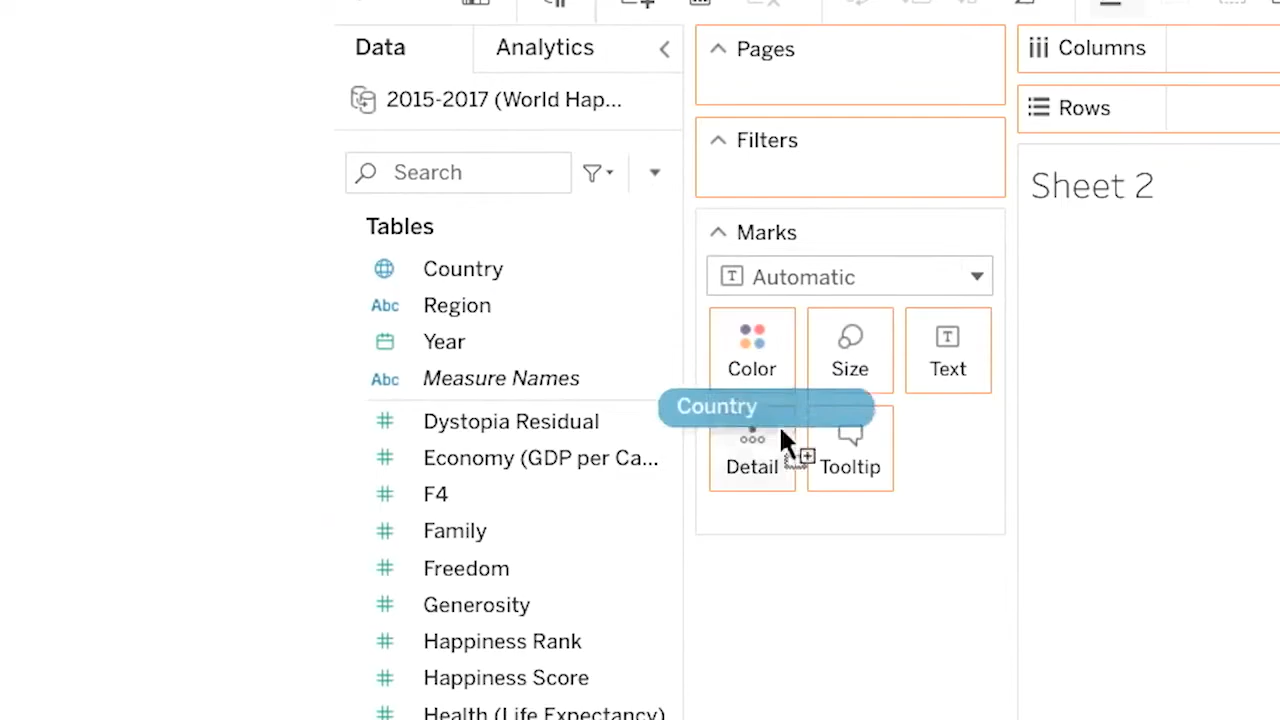 Data
Analytics
2015-2017 (World Hap...
Search
Tables
Country
Abc Region
Year
Abc Measure Names
Dystopia Residual
Economy (GDP per Ca...
F4
Family
Freedom
Generosity
Happiness Rank
Happiness Score
Health (Life Expectancy)
Pages
Filters
Marks
T Automatic
Color
Size
T Text
Country
Detail
Tooltip
Columns
Rows
Sheet 2